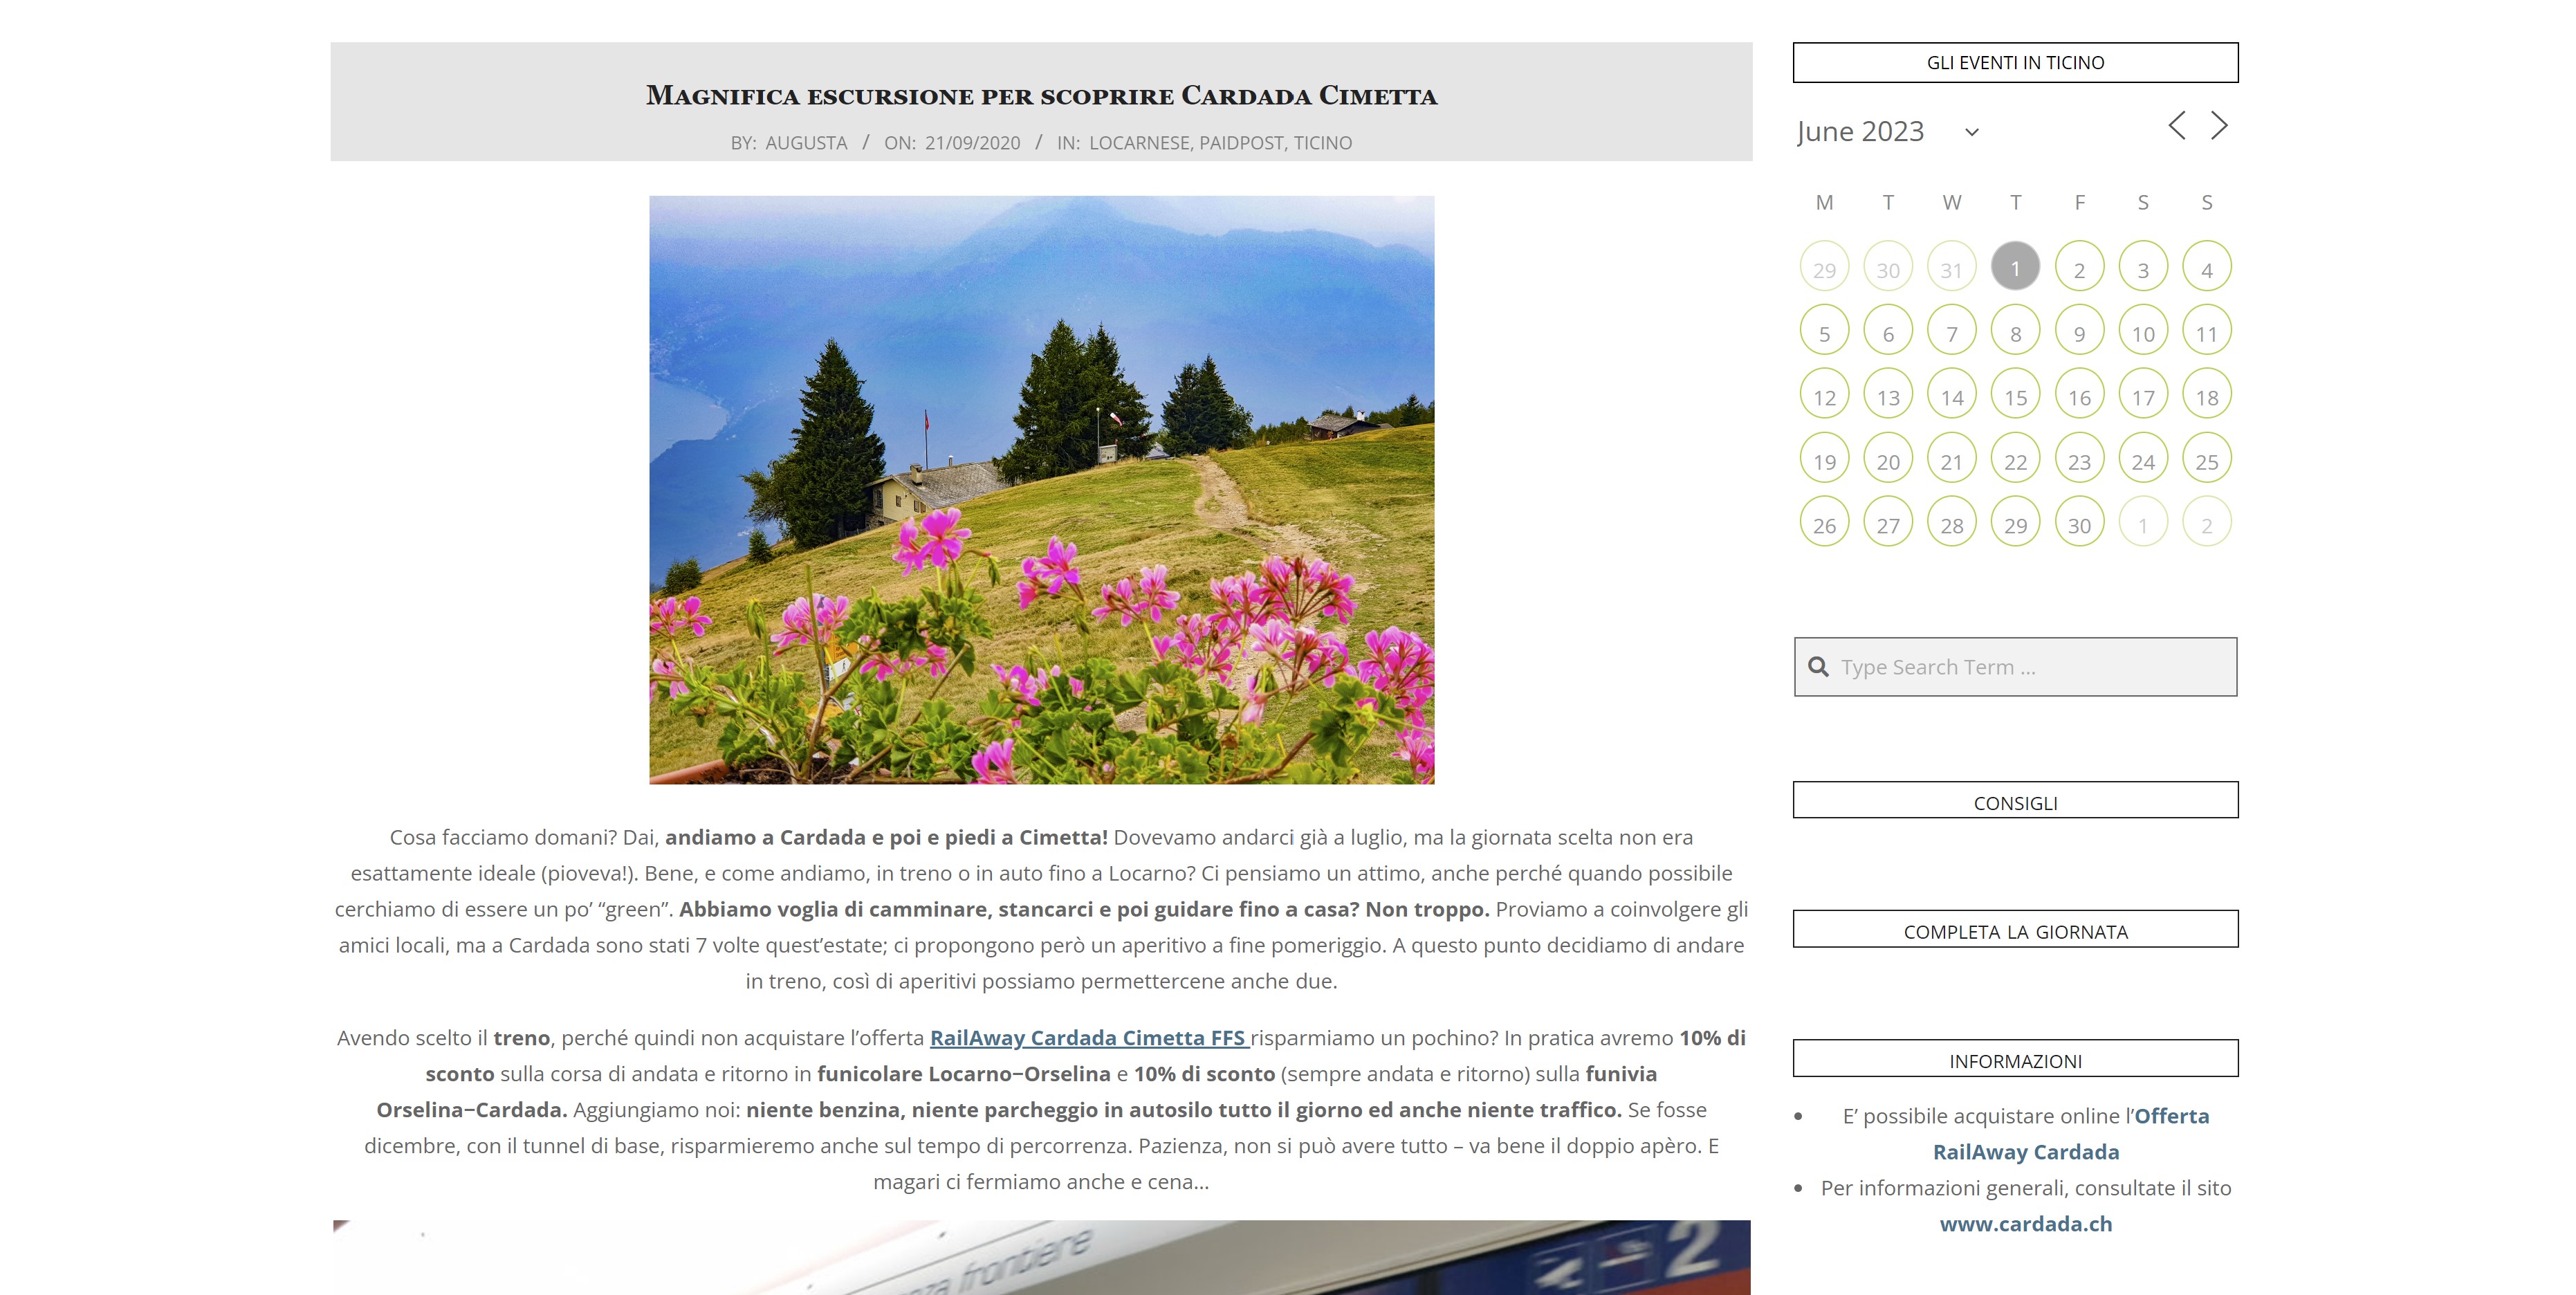 Magnifica escursione per scoprire Cardada Cimetta
BY: AUGUSTA / ON: 21/09/2020 / IN: LOCARNESE, PAIDPOST, TICINO
Cosa facciamo domani? Dai, andiamo a Cardada e poi e piedi a Cimetta! Dovevamo andarci già a luglio, ma la giornata scelta non era
esattamente ideale (pioveva!). Bene, e come andiamo, in treno o in auto fino a Locarno? Ci pensiamo un attimo, anche perché quando possibile
cerchiamo di essere un po’ “green”. Abbiamo voglia di camminare, stancarci e poi guidare fino a casa? Non troppo. Proviamo a coinvolgere gli
amici locali, ma a Cardada sono stati 7 volte quest’estate; ci propongono però un aperitivo a fine pomeriggio. A questo punto decidiamo di andare
in treno, così di aperitivi possiamo permettercene anche due.
Avendo scelto il treno, perché quindi non acquistare l’offerta RailAway Cardada Cimetta FFS risparmiamo un pochino? In pratica avremo 10% di
sconto sulla corsa di andata e ritorno in funicolare Locarno–Orselina e 10% di sconto (sempre andata e ritorno) sulla funivia
Orselina–Cardada. Aggiungiamo noi: niente benzina, niente parcheggio in autosilo tutto il giorno ed anche niente traffico. Se fosse
dicembre, con il tunnel di base, risparmieremo anche sul tempo di percorrenza. Pazienza, non si può avere tutto – va bene il doppio apèro. E
magari ci fermiamo anche e cena…
frontiere
2
GLI EVENTI IN TICINO
June 2023
M T W T F S S
29 30 31 1 2 3 4
5 6 7 8 9 10 11
12 13 14 15 16 17 18
19 20 21 22 23 24 25
26 27 28 29 30 1 2
Type Search Term …
CONSIGLI
COMPLETA LA GIORNATA
INFORMAZIONI
• E’ possibile acquistare online l’Offerta
RailAway Cardada
• Per informazioni generali, consultate il sito
www.cardada.ch